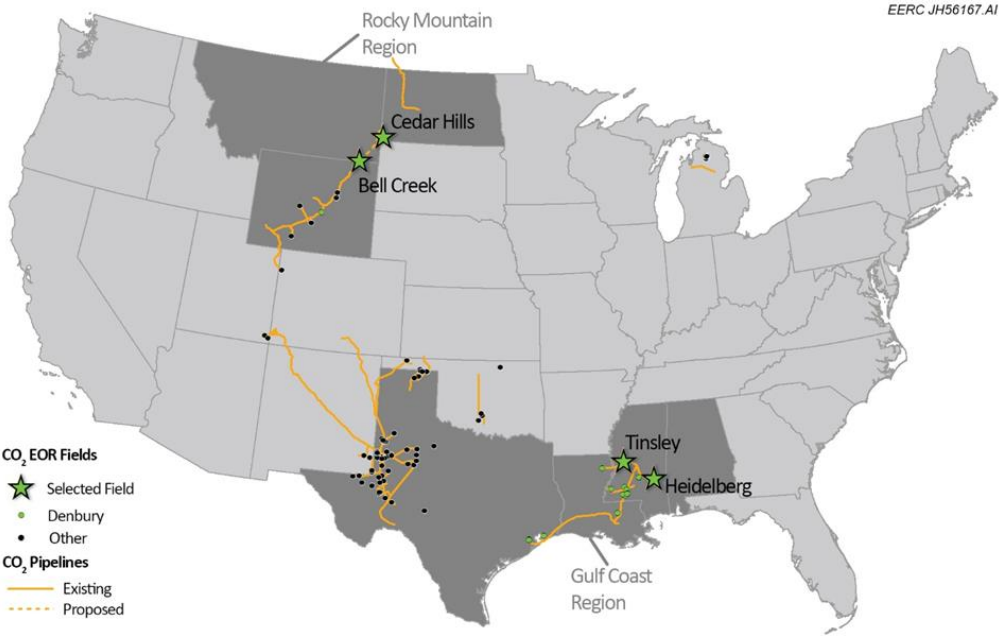 EERC JH56167.AI
Rocky Mountain
Region
Cedar Hills
Bell Creek
Tinsley
Heidelberg
Gulf Coast
Region
CO₂ EOR Fields
Selected Field
Denbury
Other
CO₂ Pipelines
Existing
Proposed